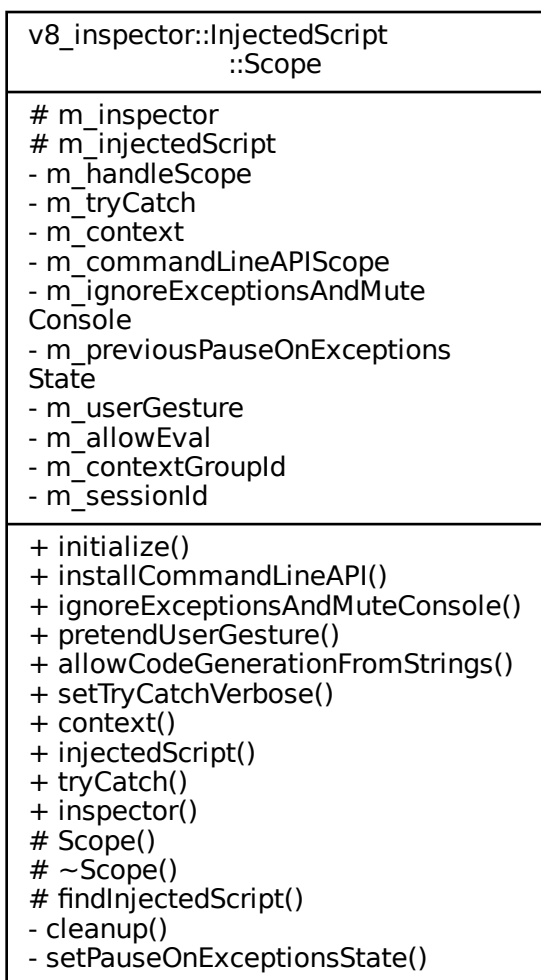 v8_inspector::InjectedScript
::Scope
# m_inspector
# m_injectedScript
- m_handleScope
- m_tryCatch
- m_context
- m_commandLineAPIScope
- m_ignoreExceptionsAndMute
Console
- m_previousPauseOnExceptions
State
- m_userGesture
- m_allowEval
- m_contextGroupId
- m_sessionId
+ initialize()
+ installCommandLineAPI()
+ ignoreExceptionsAndMuteConsole()
+ pretendUserGesture()
+ allowCodeGenerationFromStrings()
+ setTryCatchVerbose()
+ context()
+ injectedScript()
+ tryCatch()
+ inspector()
# Scope()
# ~Scope()
# findInjectedScript()
- cleanup()
- setPauseOnExceptionsState()